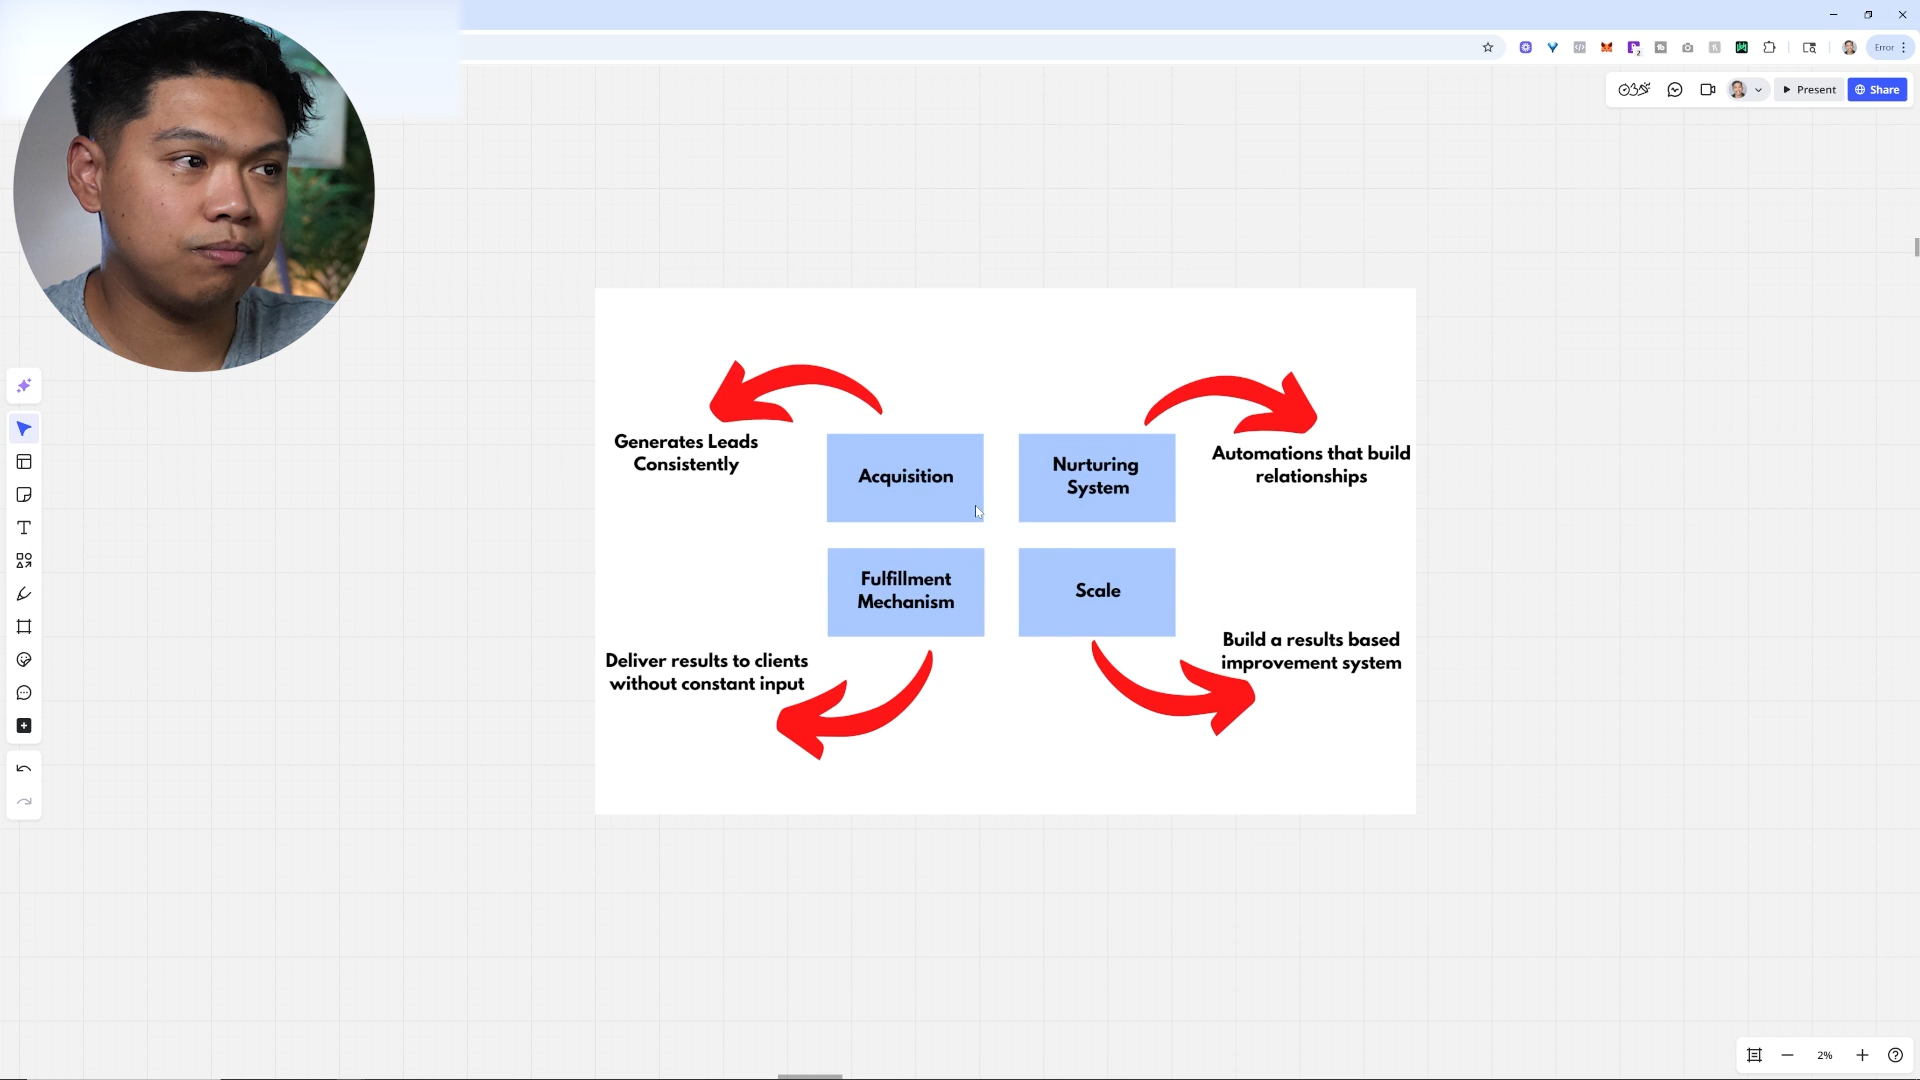 Error
Present
Share
Generates Leads
Consistently
Acquisition
Nurturing
System
Automations that build
relationships
Fulfillment
Mechanism
Scale
Deliver results to clients
without constant input
Build a results based
improvement system
2%